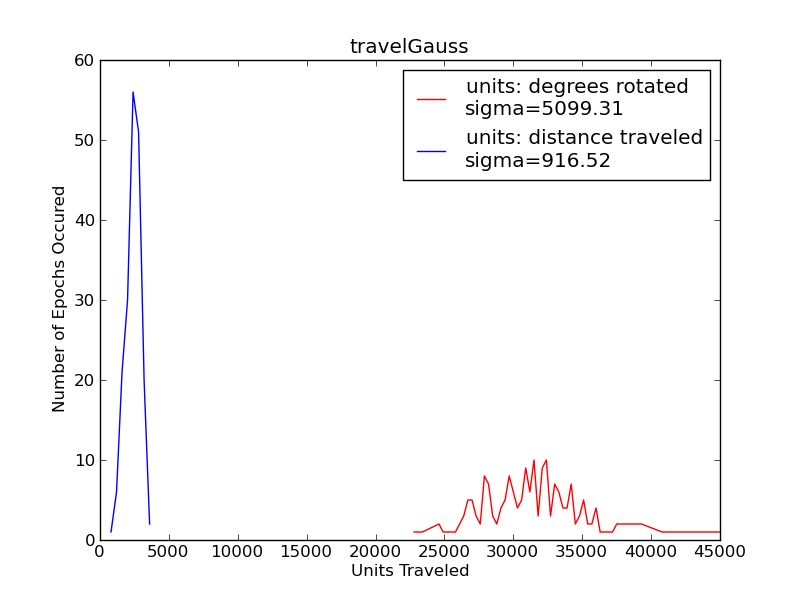 travelGauss
60
50
40
30
20
10
0
Number of Epochs Occured
units: degrees rotated
sigma=5099.31
units: distance traveled
sigma=916.52
0 5000 10000 15000 20000 25000 30000 35000 40000 45000
Units Traveled